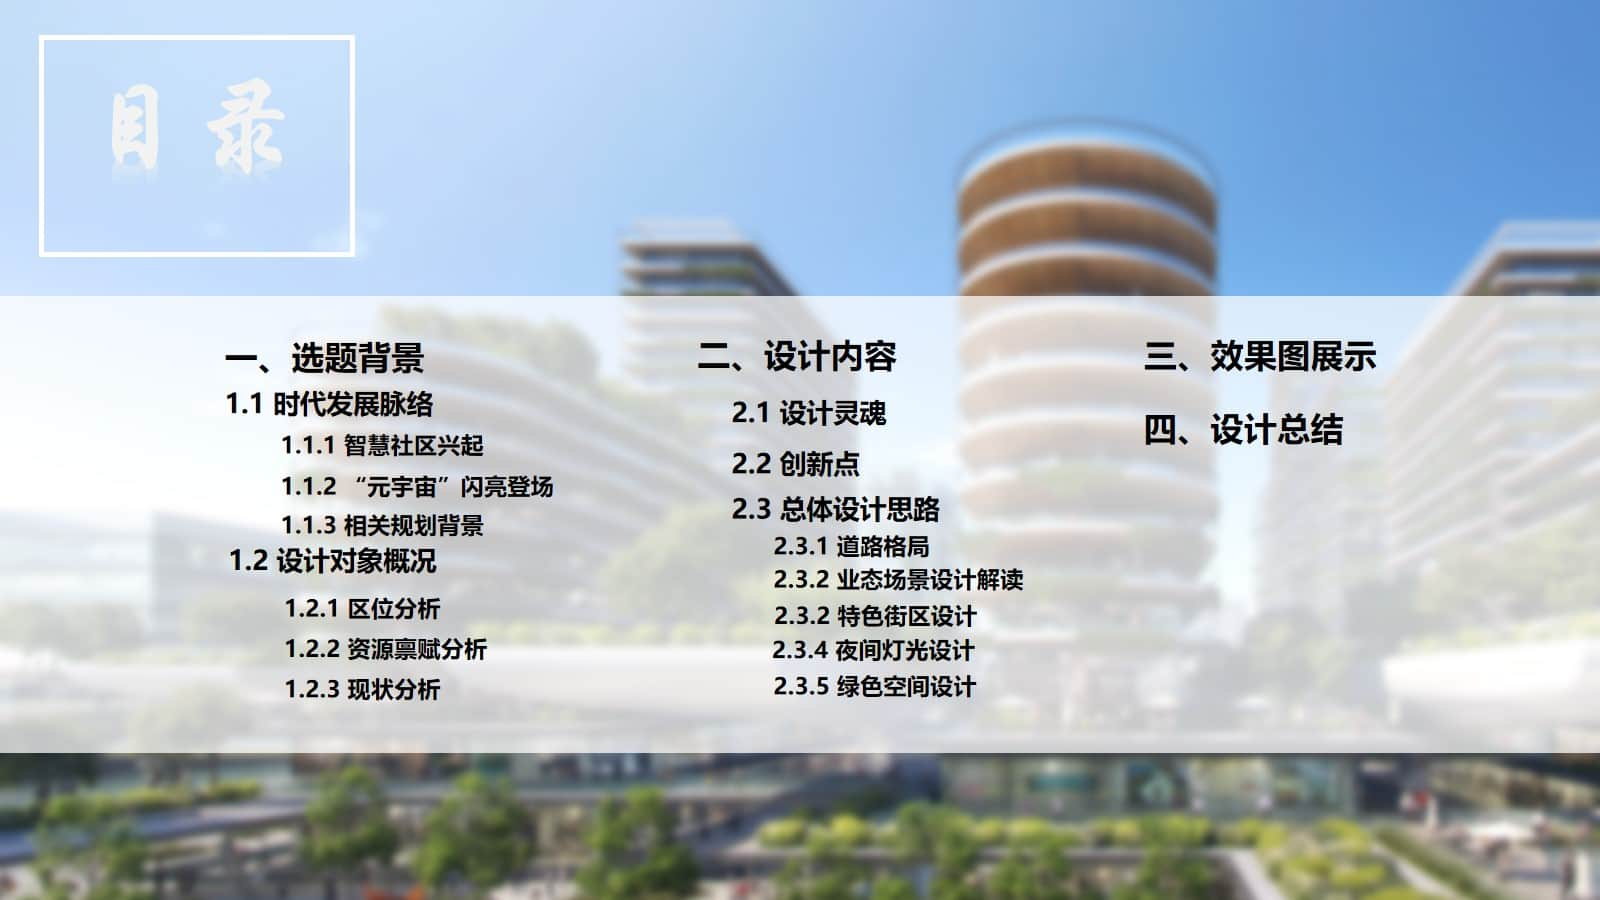 目录
一、选题背景
1.1 时代发展脉络
1.1.1 智慧社区兴起
1.1.2 “元宇宙”闪亮登场
1.1.3 相关规划背景
1.2 设计对象概况
1.2.1 区位分析
1.2.2 资源禀赋分析
1.2.3 现状分析
二、设计内容
2.1 设计灵魂
2.2 创新点
2.3 总体设计思路
2.3.1 道路格局
2.3.2 业态场景设计解读
2.3.2 特色街区设计
2.3.4 夜间灯光设计
2.3.5 绿色空间设计
三、效果图展示
四、设计总结